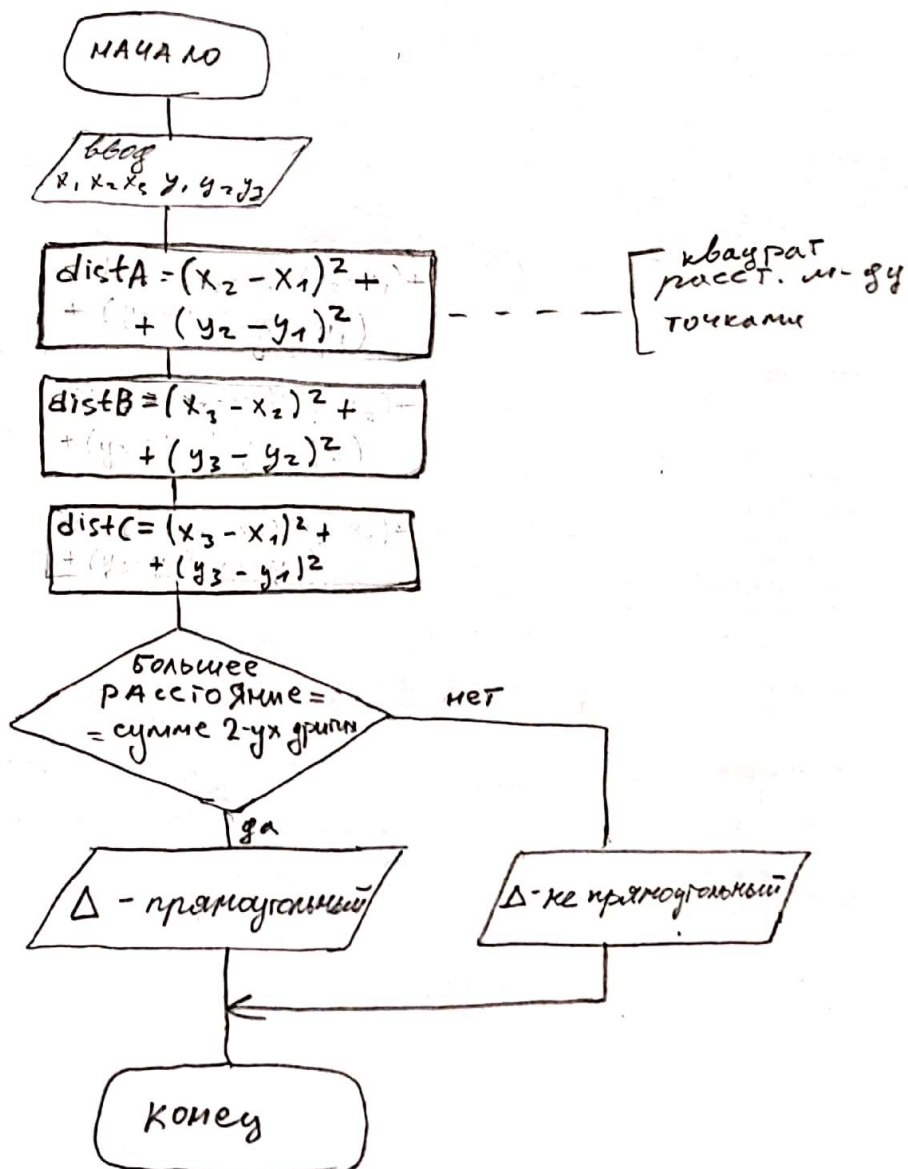 НАЧАЛО
ввод
x₁ x₂ x₃ y₁ y₂ y₃
distA = (x₂ - x₁)² +
+ (y₂ - y₁)²
квадрат
расст. м-ду
точками
distB = (x₃ - x₂)² +
+ (y₃ - y₂)²
distC = (x₃ - x₁)² +
+ (y₃ - y₁)²
Большее
РАССТОЯНИЕ =
= сумме 2-ух других
нет
да
Δ - прямоугольный
Δ - не прямоугольный
Конец